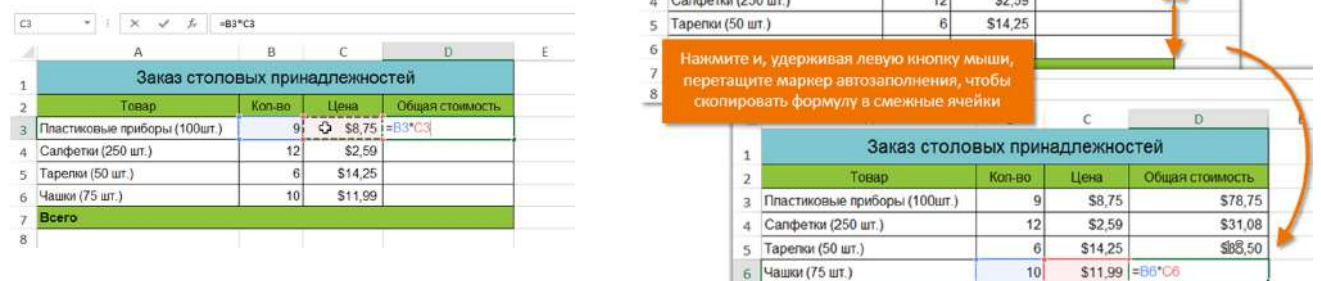 C3 fx =B3*C3
A B C D E
1 Заказ столовых принадлежностей
2 Товар Кол-во Цена Общая стоимость
3 Пластиковые приборы (100шт.) 9 $8,75 =B3*C3
4 Салфетки (250 шт.) 12 $2,59
5 Тарелки (50 шт.) 6 $14,25
6 Чашки (75 шт.) 10 $11,99
7 Всего
8
4 Салфетки (250 шт.) 12 $2,59
5 Тарелки (50 шт.) 6 $14,25
6
7
8
Нажмите и, удерживая левую кнопку мыши,
перетащите маркер автозаполнения, чтобы
скопировать формулу в смежные ячейки
C D
1 Заказ столовых принадлежностей
2 Товар Кол-во Цена Общая стоимость
3 Пластиковые приборы (100шт.) 9 $8,75 $78,75
4 Салфетки (250 шт.) 12 $2,59 $31,08
5 Тарелки (50 шт.) 6 $14,25
6 Чашки (75 шт.) 10 $11,99 =B6*C6